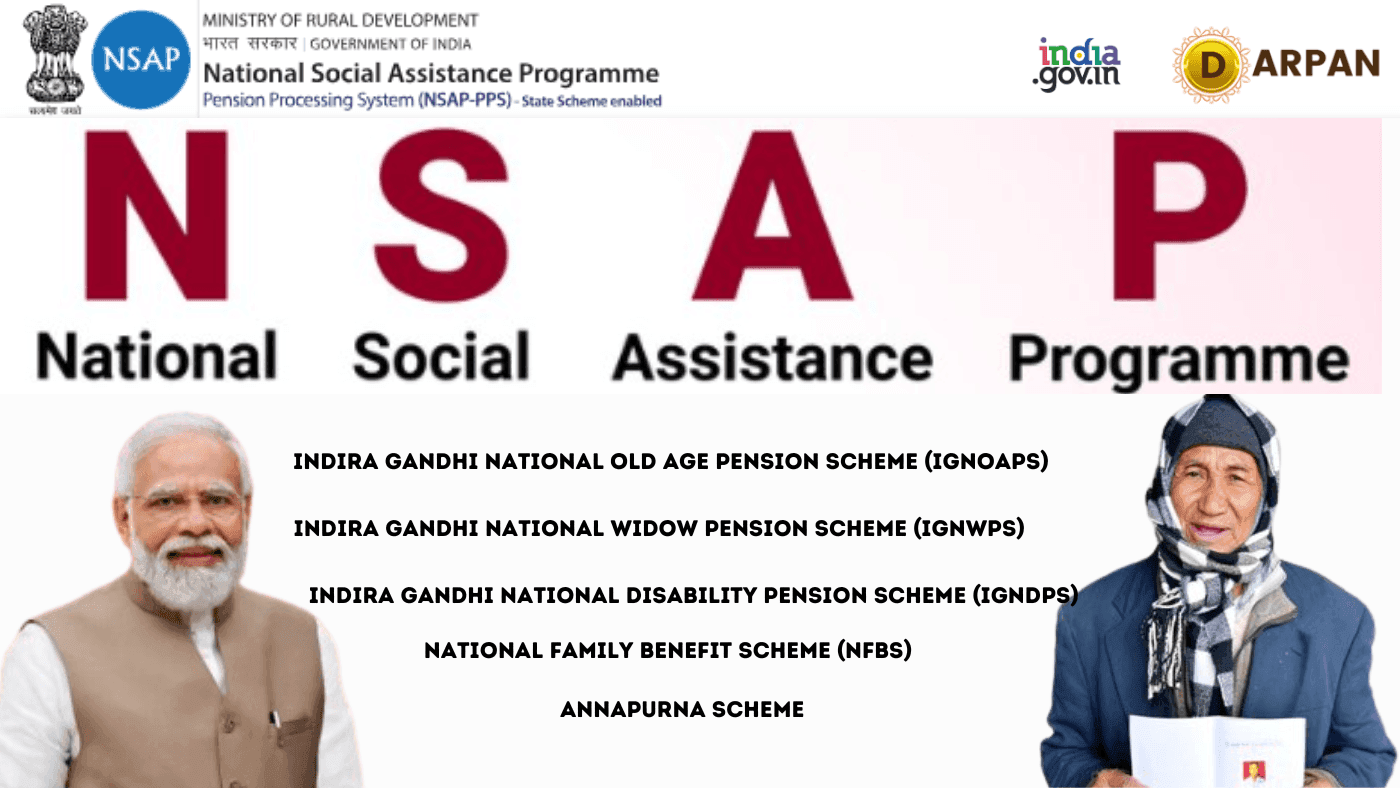 MINISTRY OF RURAL DEVELOPMENT
भारत सरकार | GOVERNMENT OF INDIA
NSAP
National Social Assistance Programme
Pension Processing System (NSAP-PPS) - State Scheme enabled
सत्यमेव जयते
india
.gov.in
DARPAN
N S A P
National Social Assistance Programme
INDIRA GANDHI NATIONAL OLD AGE PENSION SCHEME (IGNOAPS)
INDIRA GANDHI NATIONAL WIDOW PENSION SCHEME (IGNWPS)
INDIRA GANDHI NATIONAL DISABILITY PENSION SCHEME (IGNDPS)
NATIONAL FAMILY BENEFIT SCHEME (NFBS)
ANNAPURNA SCHEME